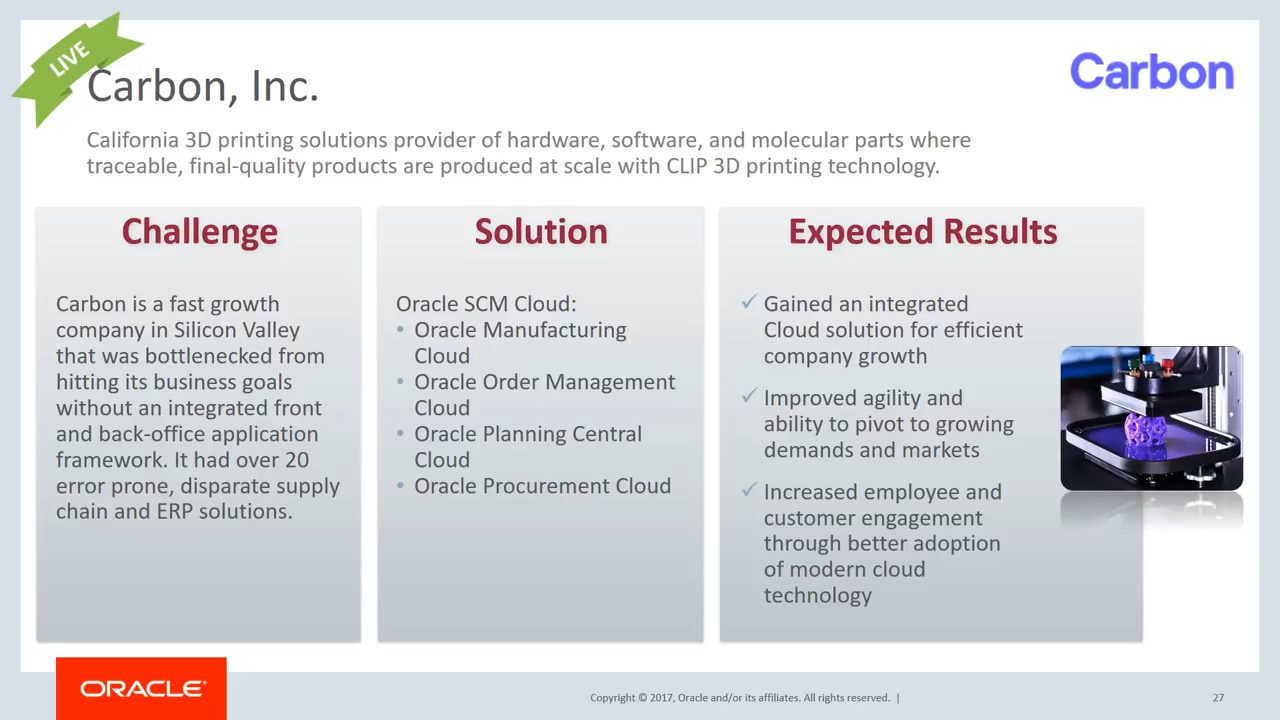 LIVE
Carbon, Inc.
Carbon
California 3D printing solutions provider of hardware, software, and molecular parts where
traceable, final-quality products are produced at scale with CLIP 3D printing technology.
Challenge
Carbon is a fast growth
company in Silicon Valley
that was bottlenecked from
hitting its business goals
without an integrated front
and back-office application
framework. It had over 20
error prone, disparate supply
chain and ERP solutions.
Solution
Oracle SCM Cloud:
• Oracle Manufacturing
Cloud
• Oracle Order Management
Cloud
• Oracle Planning Central
Cloud
• Oracle Procurement Cloud
Expected Results
✓ Gained an integrated
Cloud solution for efficient
company growth
✓ Improved agility and
ability to pivot to growing
demands and markets
✓ Increased employee and
customer engagement
through better adoption
of modern cloud
technology
ORACLE®
Copyright © 2017, Oracle and/or its affiliates. All rights reserved. |
27